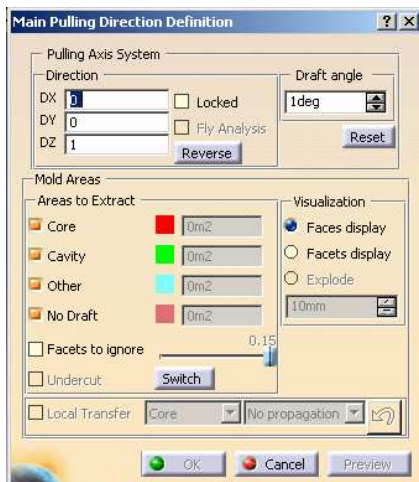 Main Pulling Direction Definition
Pulling Axis System
Direction
Draft angle
DX 0
Locked
1deg
DY 0
Fly Analysis
DZ 1
Reverse
Reset
Mold Areas
Areas to Extract
Visualization
Core 0m2
Faces display
Cavity 0m2
Facets display
Other 0m2
Explode
No Draft 0m2
10mm
Facets to ignore 0.15
Undercut Switch
Local Transfer Core No propagation
OK Cancel Preview